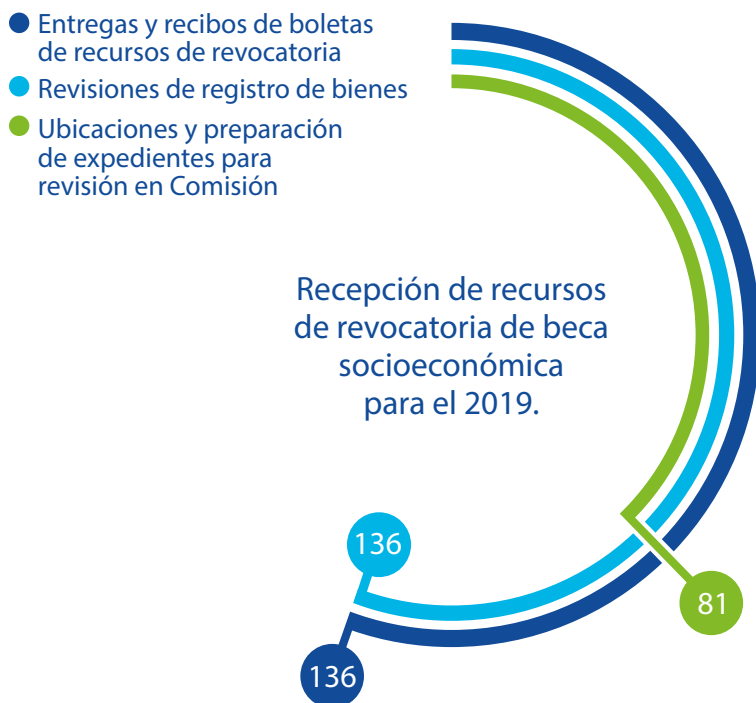 Entregas y recibos de boletas
de recursos de revocatoria
Revisiones de registro de bienes
Ubicaciones y preparación
de expedientes para
revisión en Comisión
Recepción de recursos
de revocatoria de beca
socioeconómica
para el 2019.
136
81
136